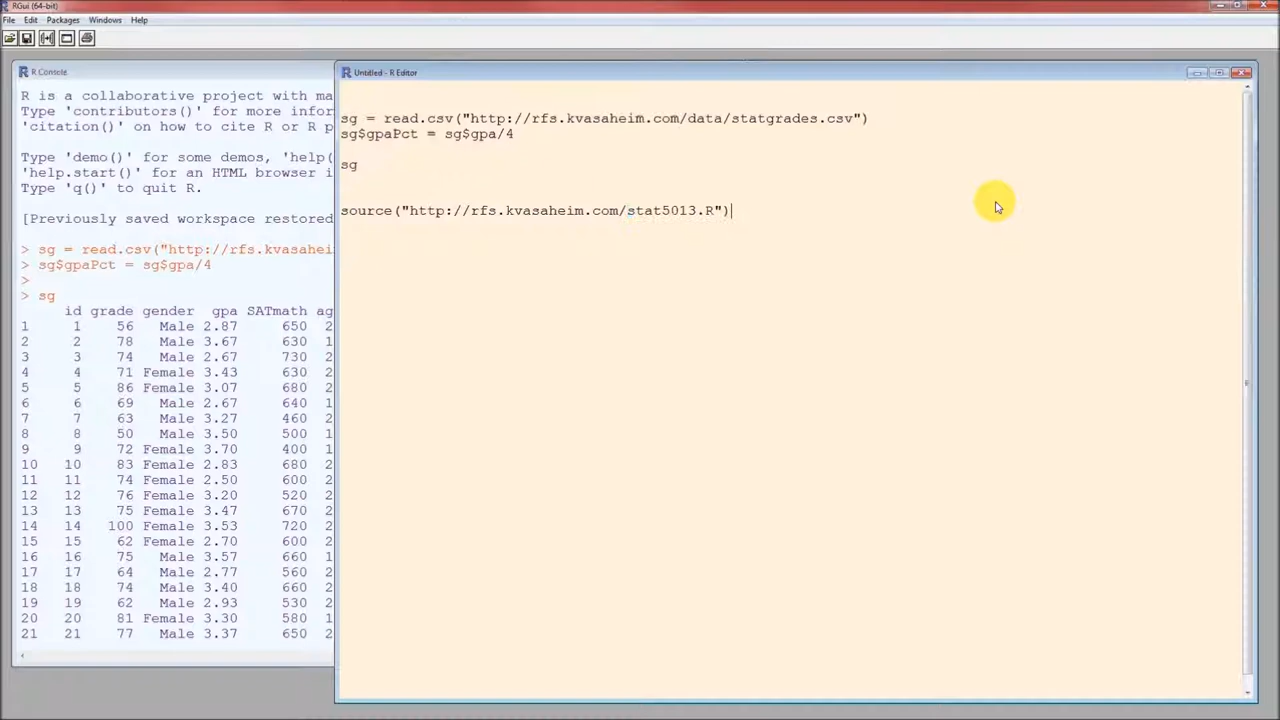 RGui (64-bit)
File Edit Packages Windows Help
R Console
R is a collaborative project with ma
Type 'contributors()' for more infor
'citation()' on how to cite R or R p
Type 'demo()' for some demos, 'help(
'help.start()' for an HTML browser i
Type 'q()' to quit R.
[Previously saved workspace restored
> sg = read.csv("http://rfs.kvasahei
> sg$gpaPct = sg$gpa/4
>
> sg
id grade gender gpa SATmath ag
1 1 56 Male 2.87 650 2
2 2 78 Male 3.67 630 1
3 3 74 Male 2.67 730 2
4 4 71 Female 3.43 630 2
5 5 86 Female 3.07 680 2
6 6 69 Male 2.67 640 1
7 7 63 Male 3.27 460 2
8 8 50 Male 3.50 500 1
9 9 72 Female 3.70 400 1
10 10 83 Female 2.83 680 2
11 11 74 Female 2.50 600 2
12 12 76 Female 3.20 520 2
13 13 75 Female 3.47 670 2
14 14 100 Female 3.53 720 2
15 15 62 Female 2.70 600 2
16 16 75 Male 3.57 660 1
17 17 64 Male 2.77 560 2
18 18 74 Male 3.40 660 2
19 19 62 Male 2.93 530 2
20 20 81 Female 3.30 580 1
21 21 77 Male 3.37 650 2
Untitled - R Editor
sg = read.csv("http://rfs.kvasaheim.com/data/statgrades.csv")
sg$gpaPct = sg$gpa/4
sg
source("http://rfs.kvasaheim.com/stat5013.R")